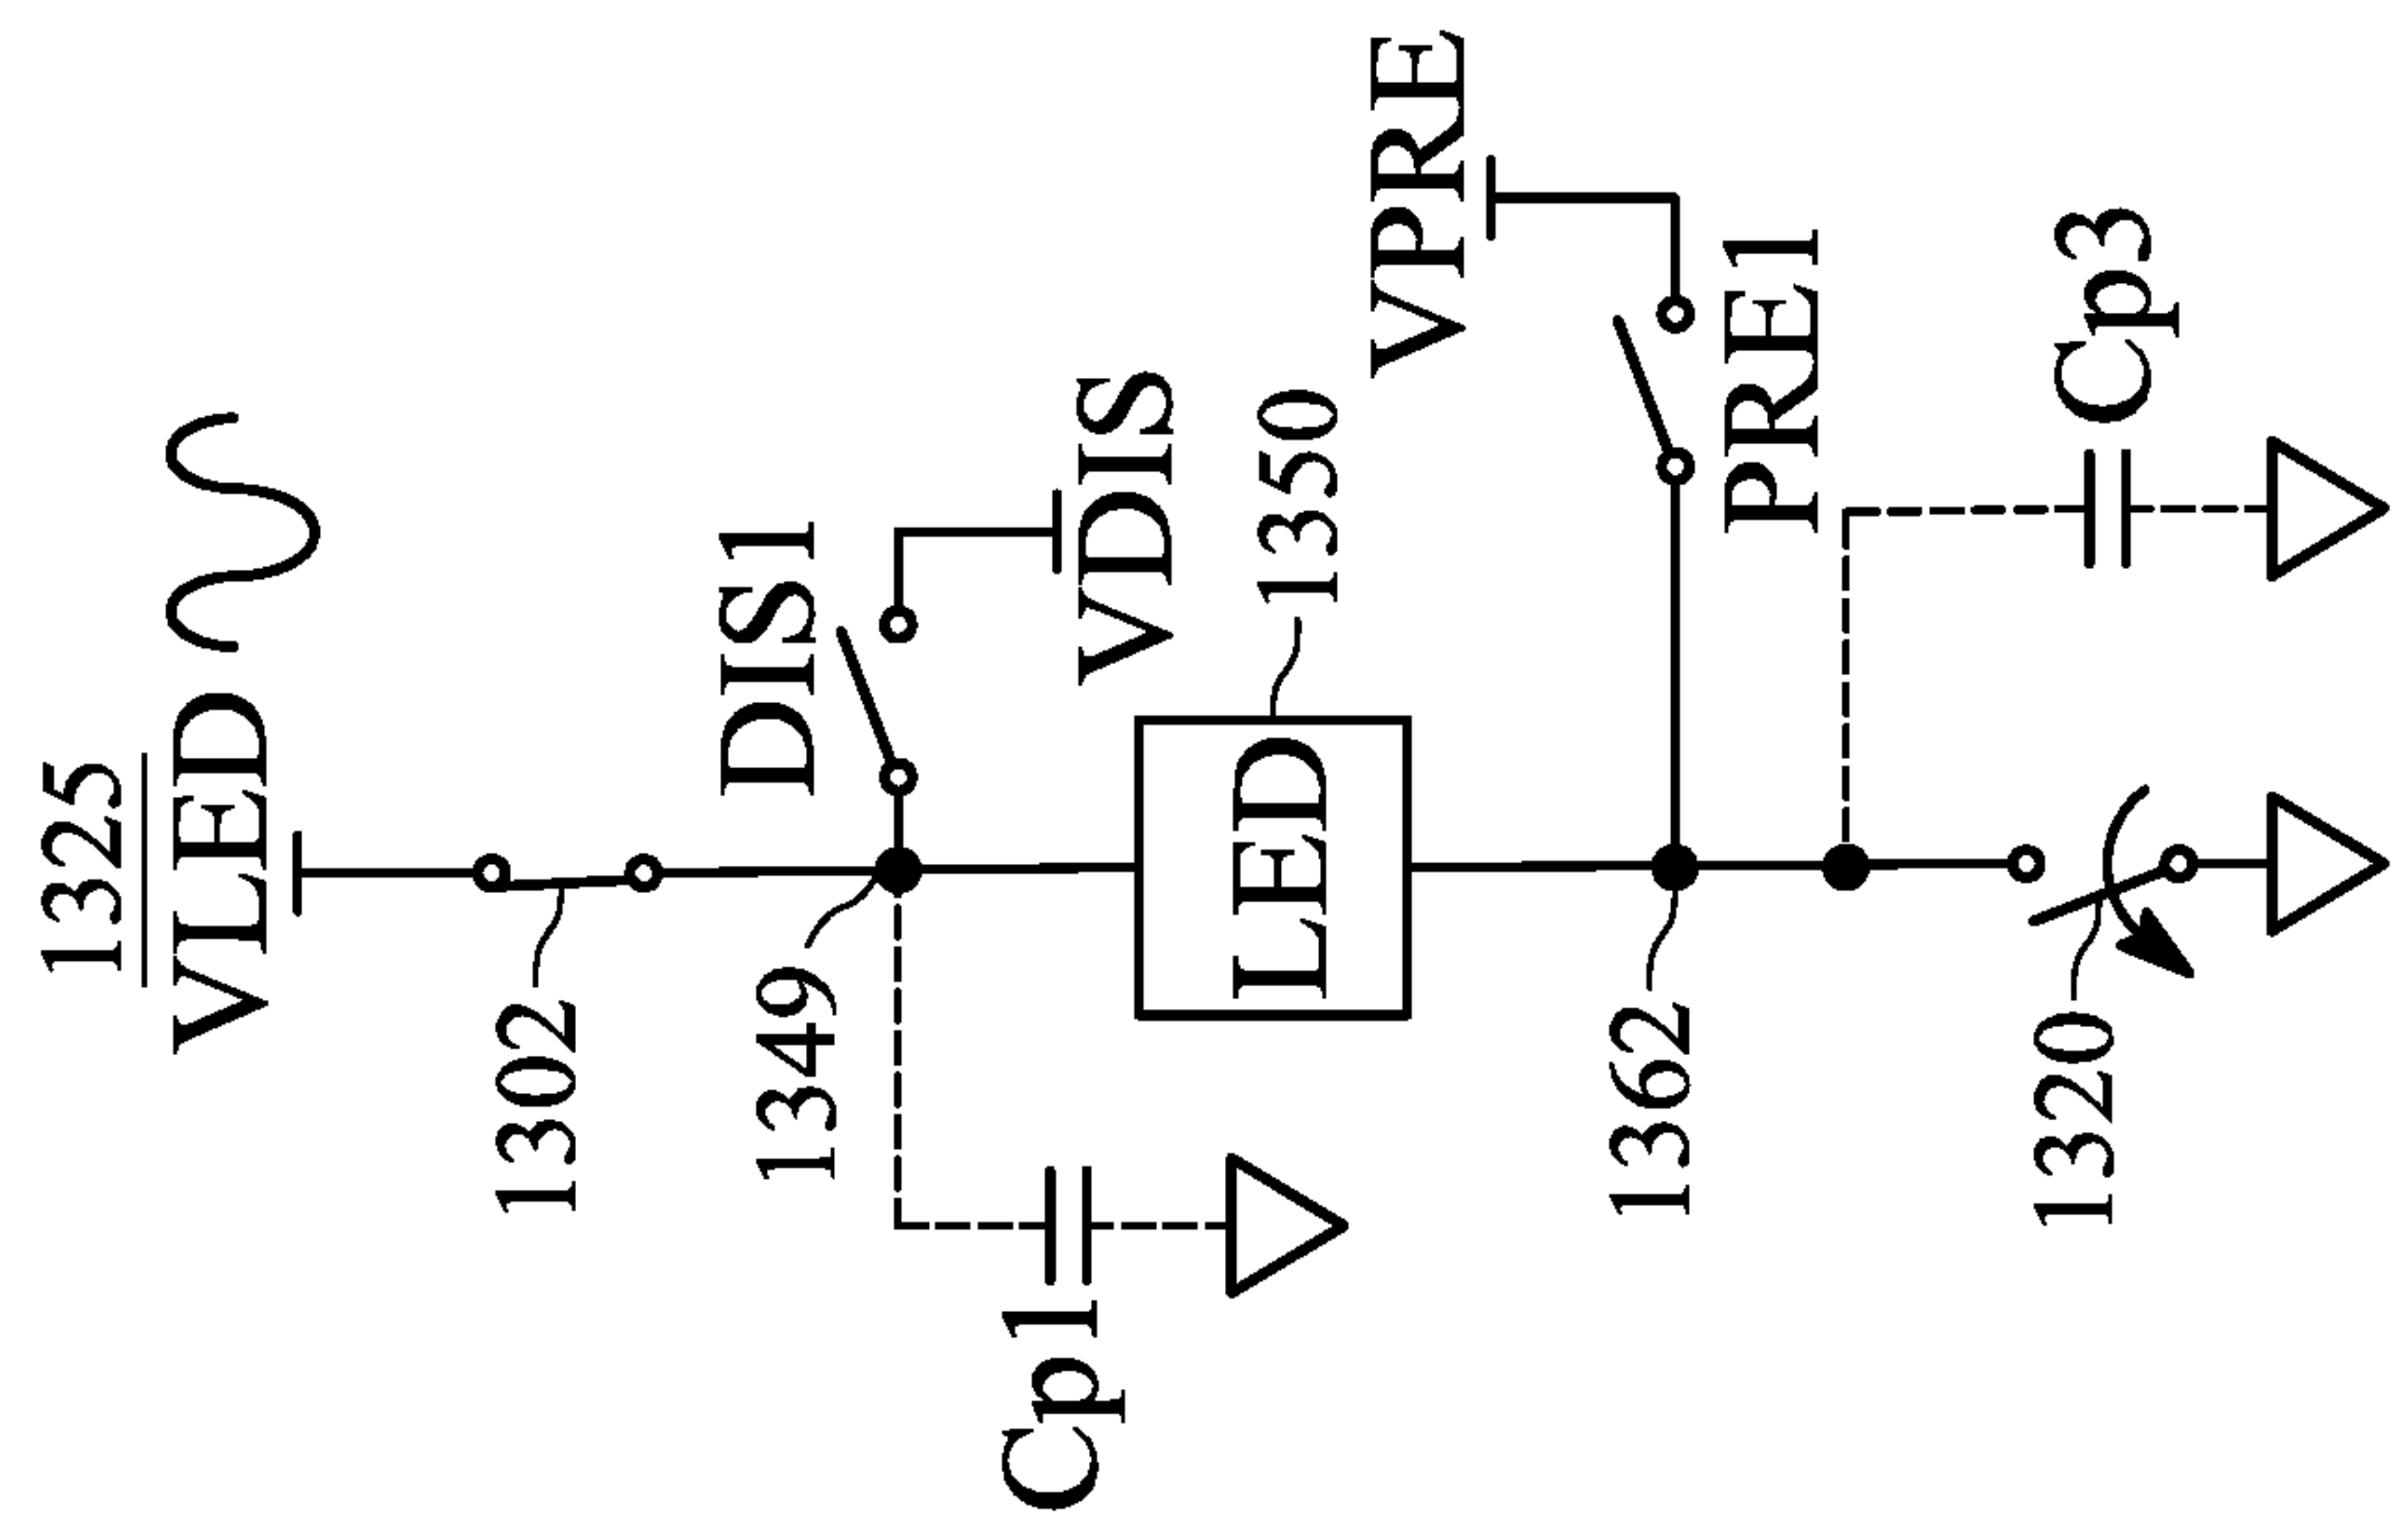 1325
VLED
1302
DIS1
1349
VDIS
Cp1
LED
1350
VPRE
1362
PRE1
1320
Cp3